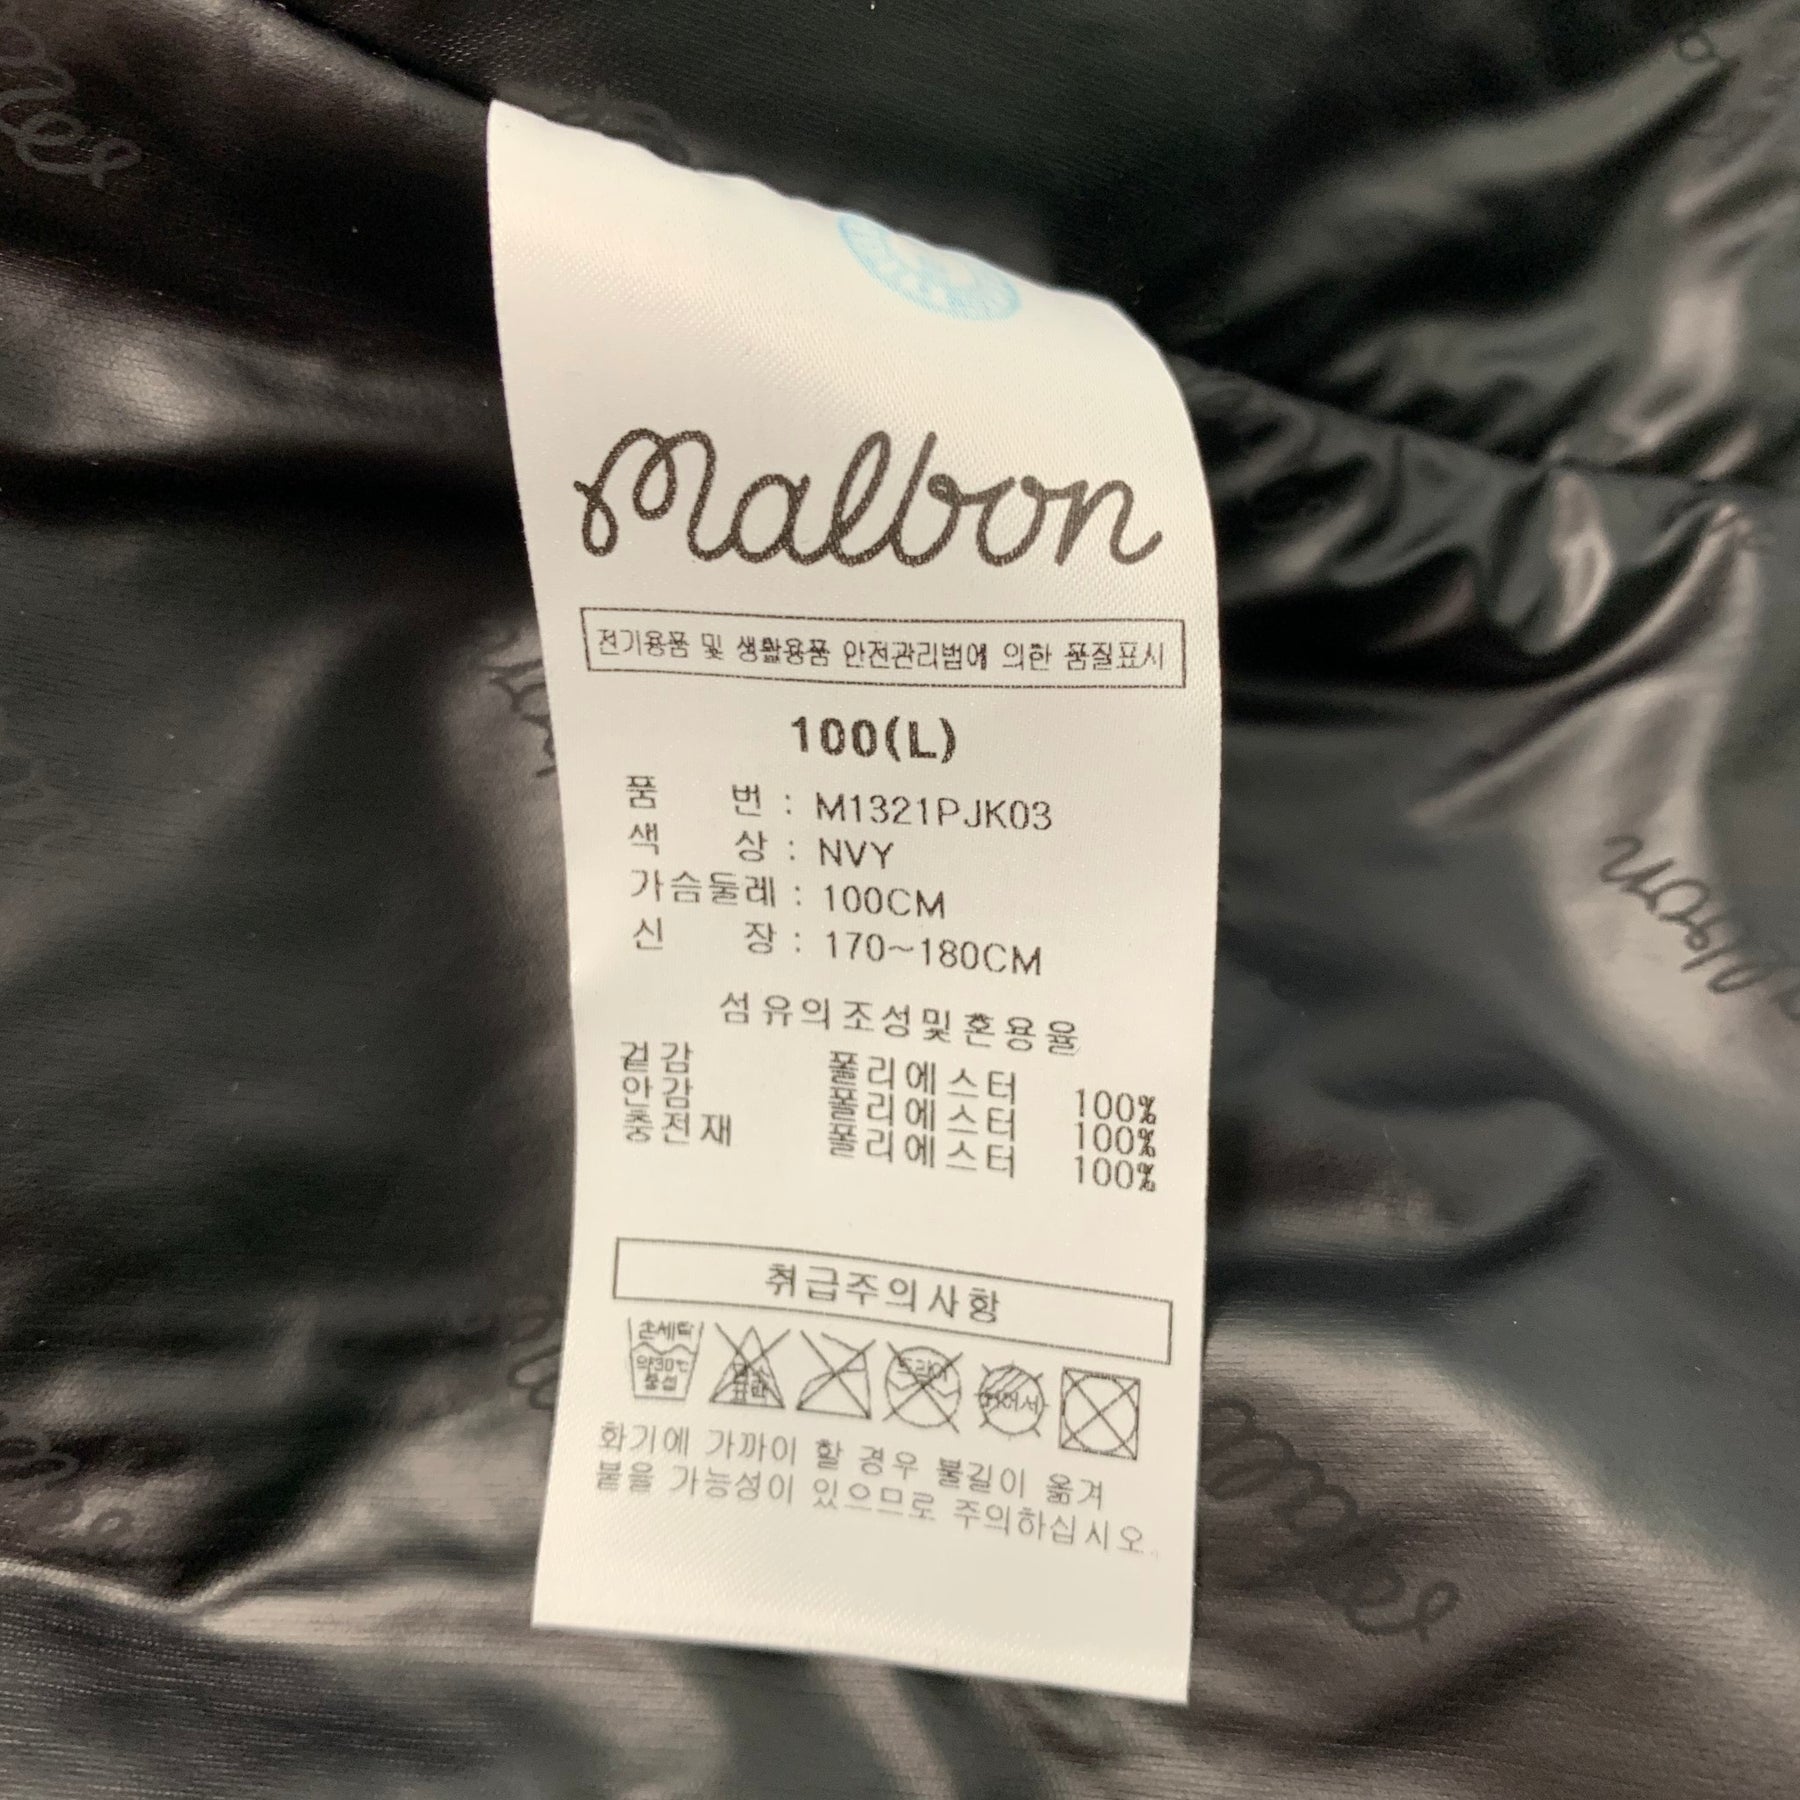 malbon
전기용품 및 생활용품 안전관리법에 의한 품질표시
100(L)
품 번 : M1321PJK03
색 상 : NVY
가슴둘레 : 100CM
신 장 : 170~180CM
섬유의조성및혼용율
겉감 폴리에스터 100%
안감 폴리에스터 100%
충전재 폴리에스터 100%
취급주의사항
손세탁
약30℃
중성
드라이
화기에 가까이 할 경우 불길이 옮겨
붙을 가능성이 있으므로 주의하십시오.